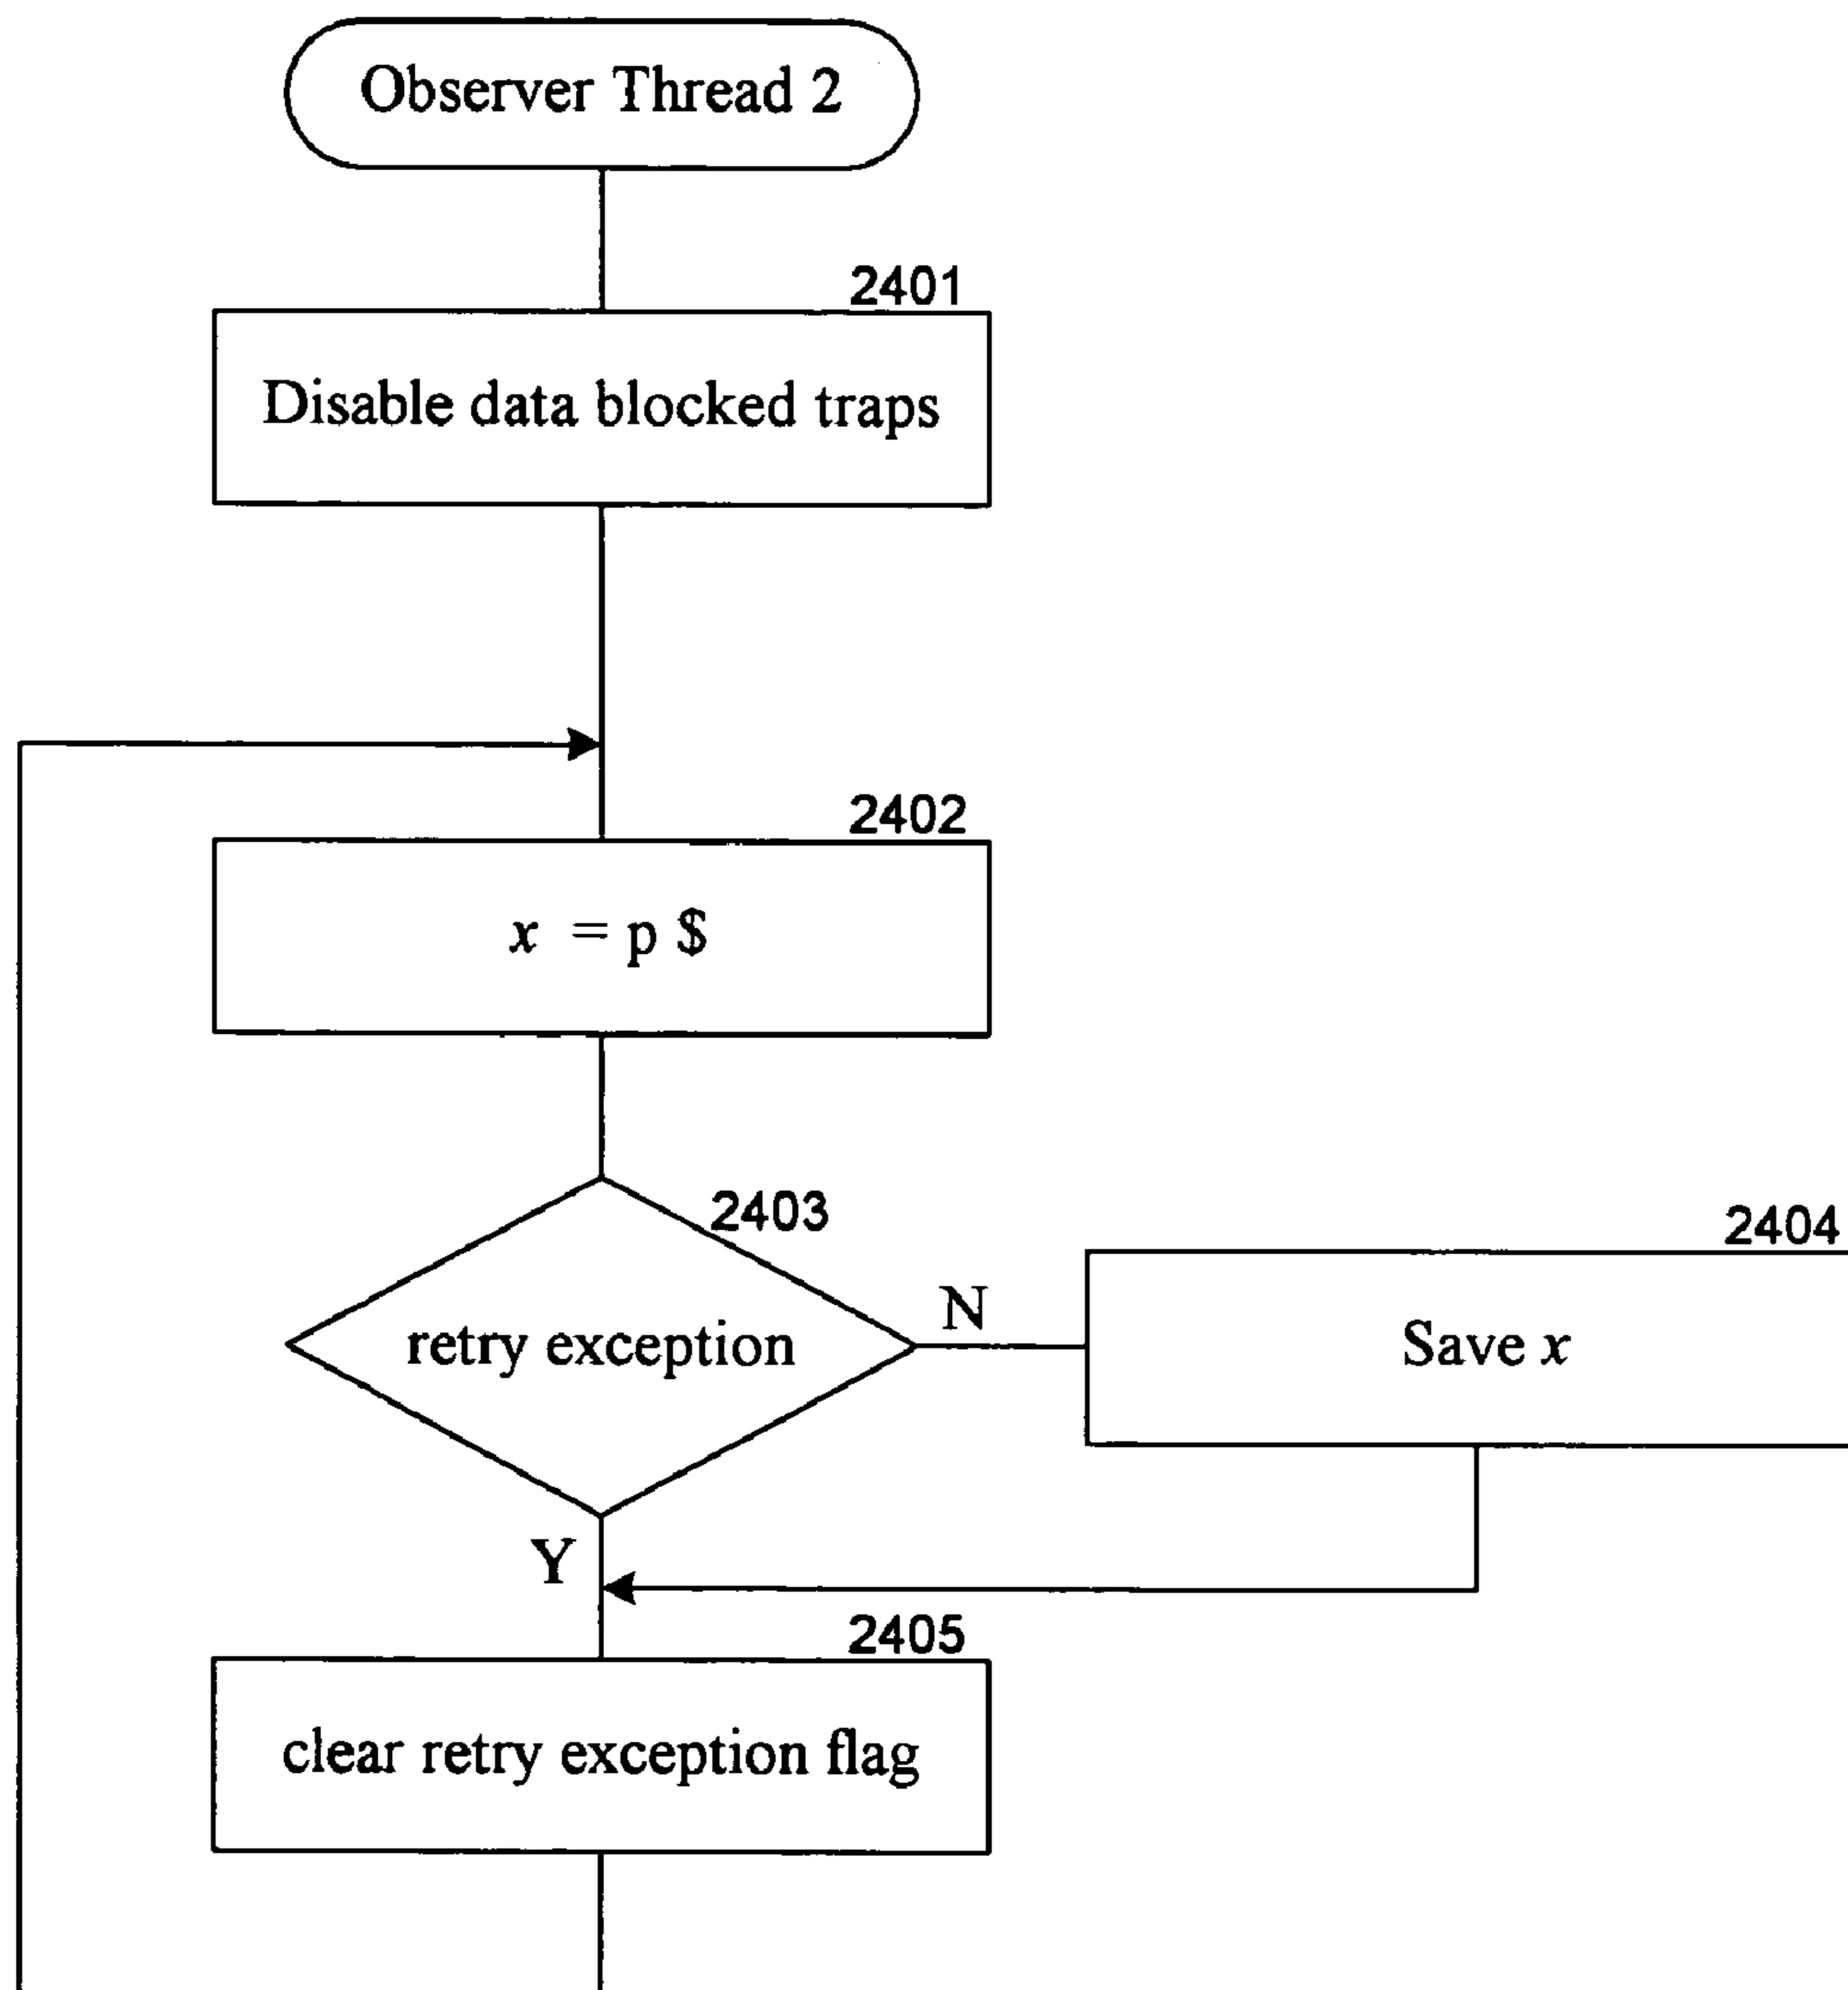 Observer Thread 2
2401
Disable data blocked traps
2402
x = p $
2403
retry exception
N
2404
Save x
Y
2405
clear retry exception flag